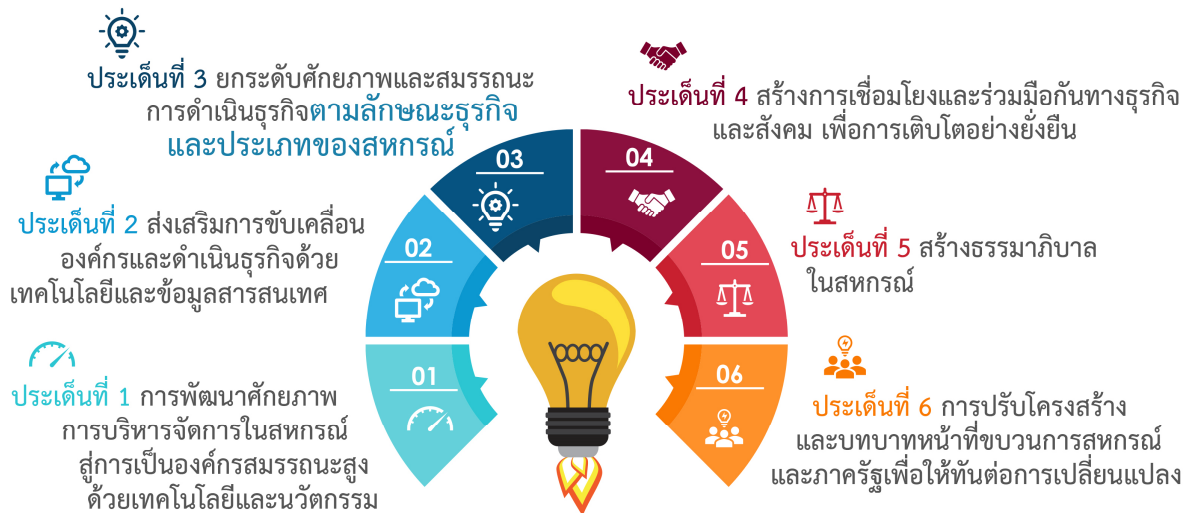 ประเด็นที่ 1 การพัฒนาศักยภาพ
การบริหารจัดการในสหกรณ์
สู่การเป็นองค์กรสมรรถนะสูง
ด้วยเทคโนโลยีและนวัตกรรม
ประเด็นที่ 2 ส่งเสริมการขับเคลื่อน
องค์กรและดำเนินธุรกิจด้วย
เทคโนโลยีและข้อมูลสารสนเทศ
ประเด็นที่ 3 ยกระดับศักยภาพและสมรรถนะ
การดำเนินธุรกิจตามลักษณะธุรกิจ
และประเภทของสหกรณ์
ประเด็นที่ 4 สร้างการเชื่อมโยงและร่วมมือกันทางธุรกิจ
และสังคม เพื่อการเติบโตอย่างยั่งยืน
ประเด็นที่ 5 สร้างธรรมาภิบาล
ในสหกรณ์
ประเด็นที่ 6 การปรับโครงสร้าง
และบทบาทหน้าที่ขบวนการสหกรณ์
และภาครัฐเพื่อให้ทันต่อการเปลี่ยนแปลง
01
02
03
04
05
06